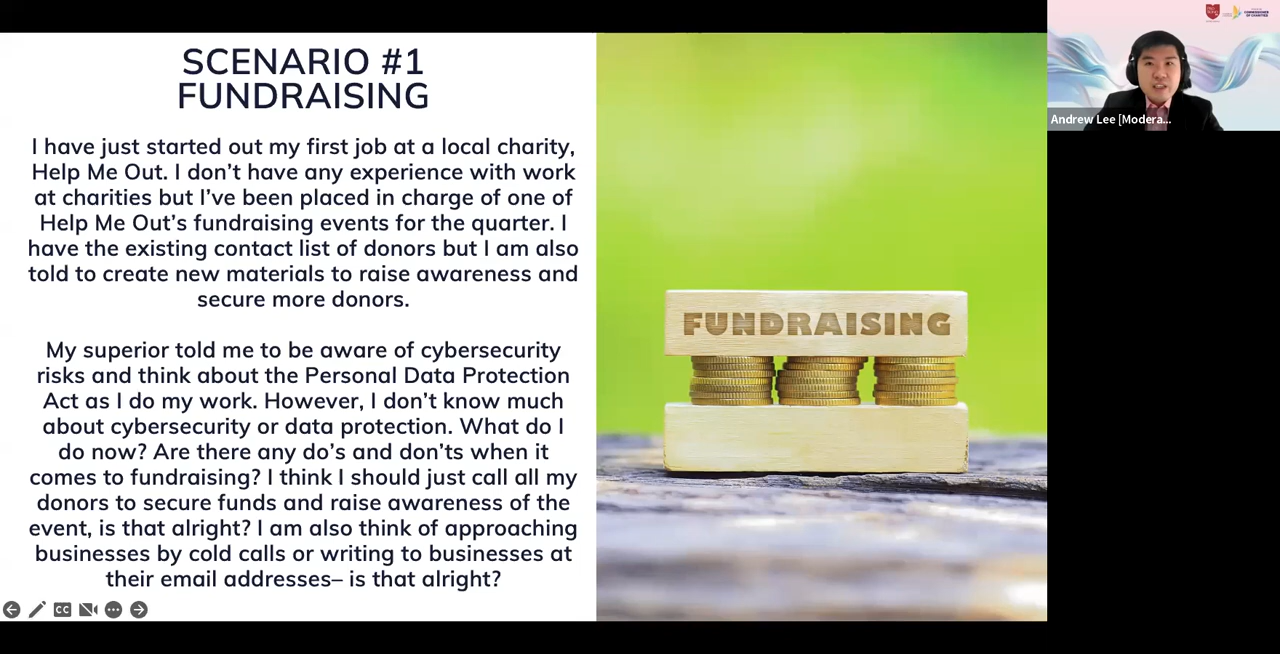 SCENARIO #1
FUNDRAISING
I have just started out my first job at a local charity,
Help Me Out. I don’t have any experience with work
at charities but I’ve been placed in charge of one of
Help Me Out’s fundraising events for the quarter. I
have the existing contact list of donors but I am also
told to create new materials to raise awareness and
secure more donors.
My superior told me to be aware of cybersecurity
risks and think about the Personal Data Protection
Act as I do my work. However, I don’t know much
about cybersecurity or data protection. What do I
do now? Are there any do’s and don’ts when it
comes to fundraising? I think I should just call all my
donors to secure funds and raise awareness of the
event, is that alright? I am also think of approaching
businesses by cold calls or writing to businesses at
their email addresses– is that alright?
FUNDRAISING
CC
COMMISSIONER
OF CHARITIES
Andrew Lee [Modera...